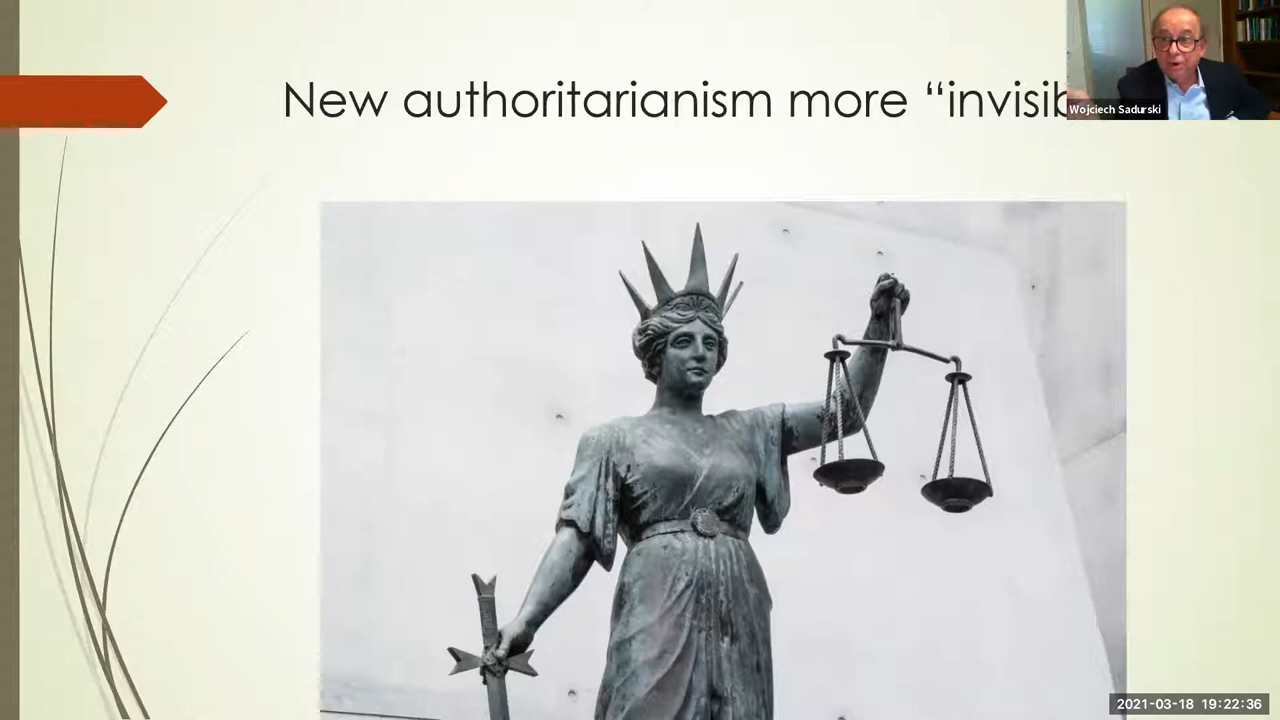 New authoritarianism more “invisib
Wojciech Sadurski
2021-03-18 19:22:36